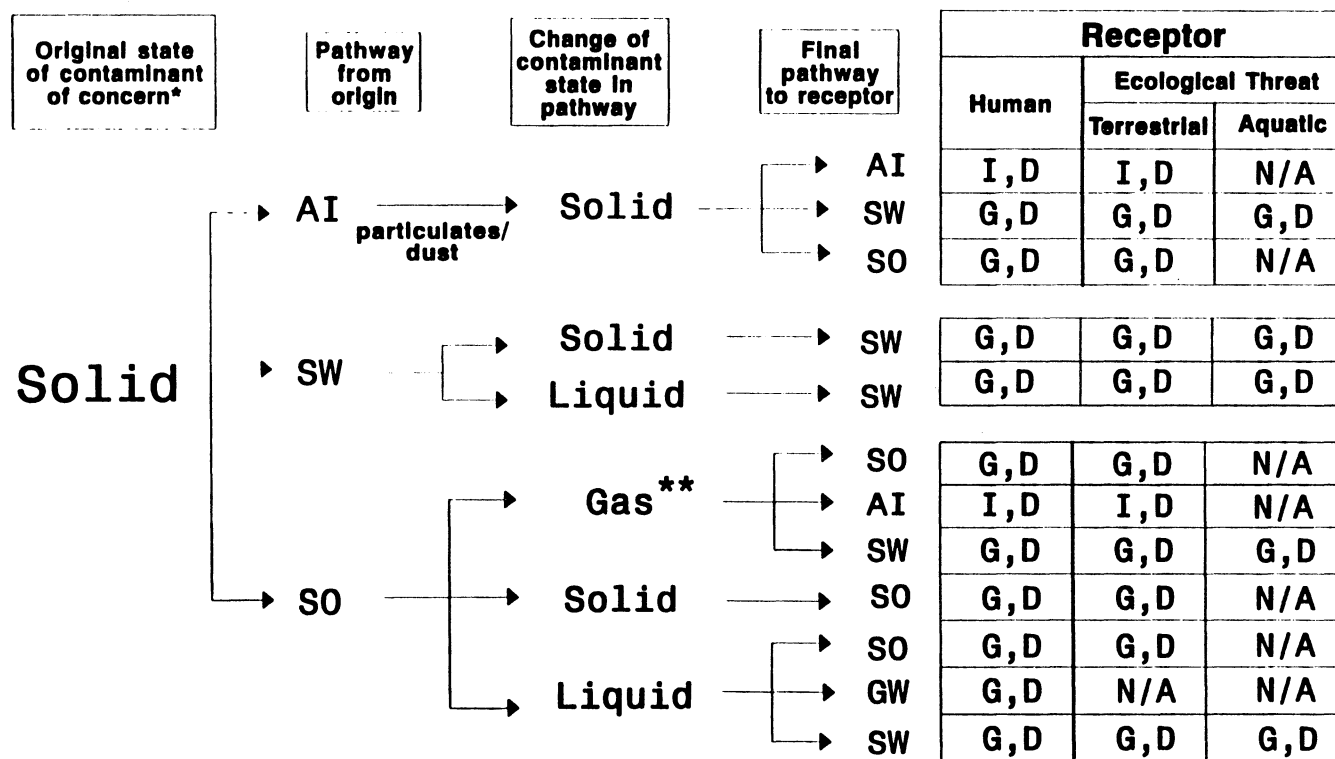 Original state
of contaminant
of concern*
Pathway
from
origin
Change of
contaminant
state in
pathway
Final
pathway
to receptor
Receptor
Human
Ecological Threat
Terrestrial Aquatic
Solid
AI
particulates/
dust
Solid
AI I,D I,D N/A
SW G,D G,D G,D
SO G,D G,D N/A
SW
Solid SW G,D G,D G,D
Liquid SW G,D G,D G,D
SO
Gas**
SO G,D G,D N/A
AI I,D I,D N/A
SW G,D G,D G,D
Solid SO G,D G,D N/A
Liquid
SO G,D G,D N/A
GW G,D N/A N/A
SW G,D G,D G,D